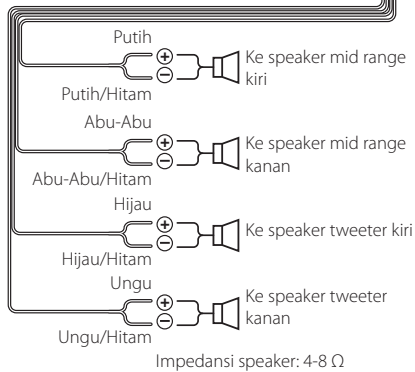 Putih
⊕
Ke speaker mid range
⊖
kiri
Putih/Hitam
Abu-Abu
⊕
Ke speaker mid range
⊖
kanan
Abu-Abu/Hitam
Hijau
⊕
Ke speaker tweeter kiri
⊖
Hijau/Hitam
Ungu
⊕
Ke speaker tweeter
⊖
kanan
Ungu/Hitam
Impedansi speaker: 4-8 Ω